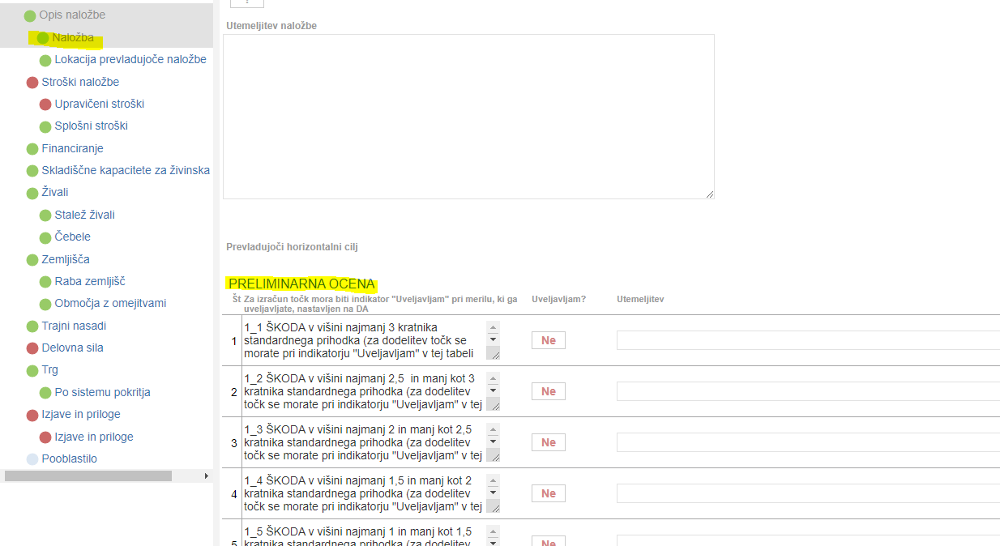 Opis naložbe
Naložba
Lokacija prevladujoče naložbe
Stroški naložbe
Upravičeni stroški
Splošni stroški
Financiranje
Skladiščne kapacitete za živinska
Živali
Stalež živali
Čebele
Zemljišča
Raba zemljišč
Območja z omejitvami
Trajni nasadi
Delovna sila
Trg
Po sistemu pokritja
Izjave in priloge
Izjave in priloge
Pooblastilo
Utemeljitev naložbe
Prevladujoči horizontalni cilj
PRELIMINARNA OCENA
Št Za izračun točk mora biti indikator "Uveljavljam" pri merilu, ki ga Uveljavljam? Utemeljitev
uveljavljate, nastavljen na DA
1_1 ŠKODA v višini najmanj 3 kratnika
1 standardnega prihodka (za dodelitev točk se Ne
morate pri indikatorju "Uveljavljam" v tej tabeli
1_2 ŠKODA v višini najmanj 2,5 in manj kot 3
2 kratnika standardnega prihodka (za dodelitev Ne
točk se morate pri indikatorju "Uveljavljam" v tej
1_3 ŠKODA v višini najmanj 2 in manj kot 2,5
3 kratnika standardnega prihodka (za dodelitev Ne
točk se morate pri indikatorju "Uveljavljam" v tej
1_4 ŠKODA v višini najmanj 1,5 in manj kot 2
4 kratnika standardnega prihodka (za dodelitev Ne
točk se morate pri indikatorju "Uveljavljam" v tej
1_5 ŠKODA v višini najmanj 1 in manj kot 1,5
5 kratnika standardnega prihodka (za dodelitev Ne